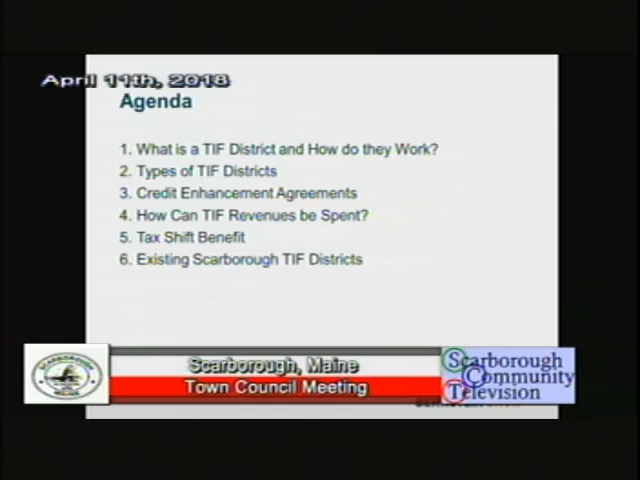 April 11th, 2018
Agenda
1. What is a TIF District and How do they Work?
2. Types of TIF Districts
3. Credit Enhancement Agreements
4. How Can TIF Revenues be Spent?
5. Tax Shift Benefit
6. Existing Scarborough TIF Districts
SCARBOROUGH
MAINE
Scarborough, Maine
Town Council Meeting
Scarborough
Community
Television